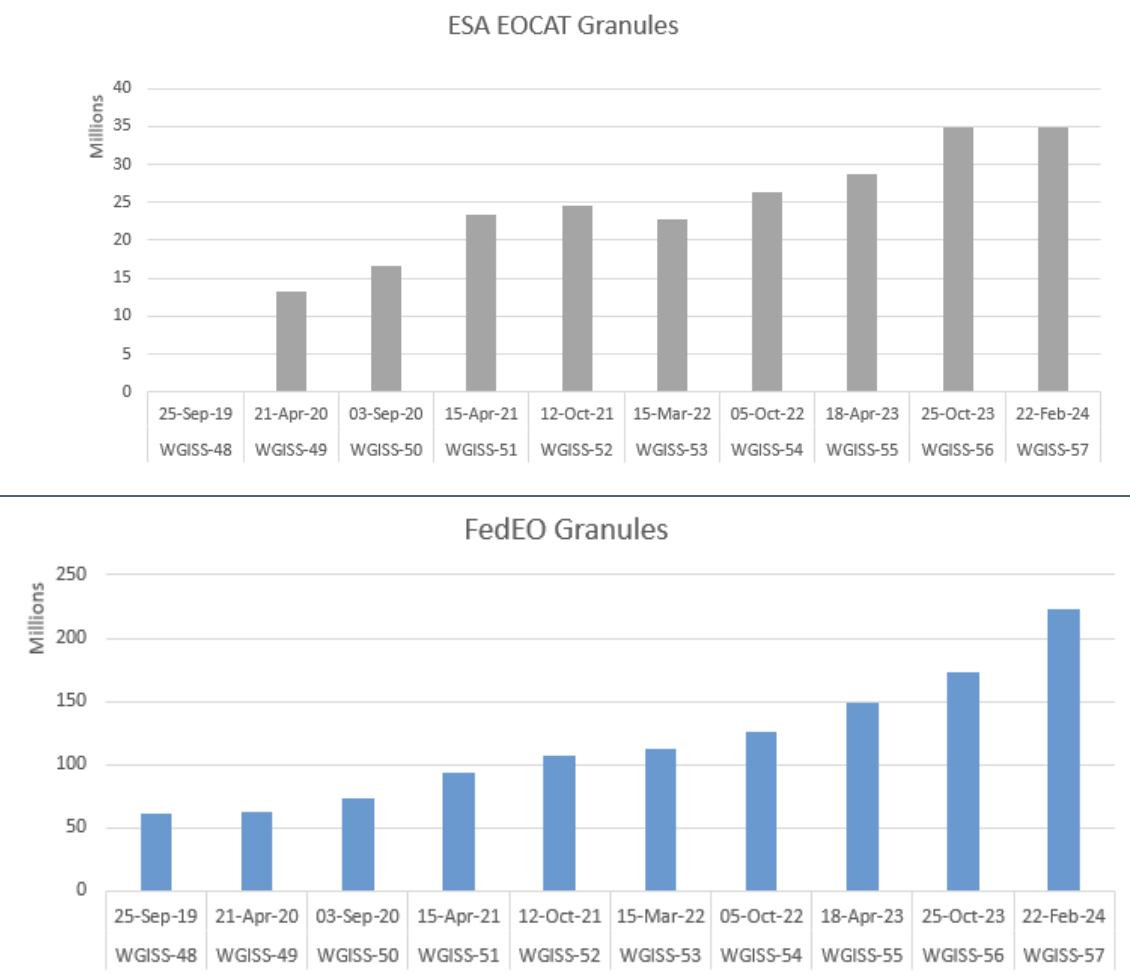 ESA EOCAT Granules
Millions
40
35
30
25
20
15
10
5
0
25-Sep-19 21-Apr-20 03-Sep-20 15-Apr-21 12-Oct-21 15-Mar-22 05-Oct-22 18-Apr-23 25-Oct-23 22-Feb-24
WGISS-48 WGISS-49 WGISS-50 WGISS-51 WGISS-52 WGISS-53 WGISS-54 WGISS-55 WGISS-56 WGISS-57
FedEO Granules
Millions
250
200
150
100
50
0
25-Sep-19 21-Apr-20 03-Sep-20 15-Apr-21 12-Oct-21 15-Mar-22 05-Oct-22 18-Apr-23 25-Oct-23 22-Feb-24
WGISS-48 WGISS-49 WGISS-50 WGISS-51 WGISS-52 WGISS-53 WGISS-54 WGISS-55 WGISS-56 WGISS-57